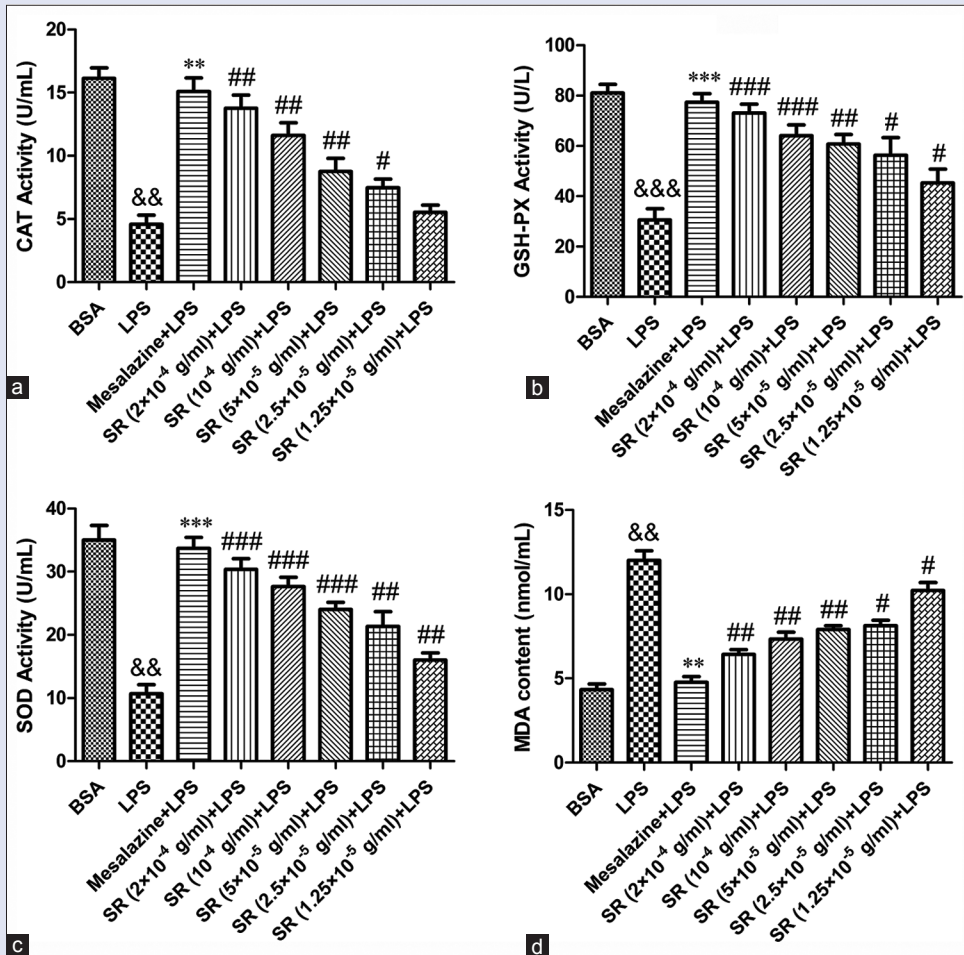 CAT Activity (U/mL)
20
15
10
5
0
&&
**
##
##
##
#
BSA
LPS
Mesalazine+LPS
SR (2×10⁻⁴ g/ml)+LPS
SR (10⁻⁴ g/ml)+LPS
SR (5×10⁻⁵ g/ml)+LPS
SR (2.5×10⁻⁵ g/ml)+LPS
SR (1.25×10⁻⁵ g/ml)+LPS
a
GSH-PX Activity (U/L)
100
80
60
40
20
0
&&&
***
###
###
##
#
#
BSA
LPS
Mesalazine+LPS
SR (2×10⁻⁴ g/ml)+LPS
SR (10⁻⁴ g/ml)+LPS
SR (5×10⁻⁵ g/ml)+LPS
SR (2.5×10⁻⁵ g/ml)+LPS
SR (1.25×10⁻⁵ g/ml)+LPS
b
SOD Activity (U/mL)
40
30
20
10
0
&&
***
###
###
###
##
##
BSA
LPS
Mesalazine+LPS
SR (2×10⁻⁴ g/ml)+LPS
SR (10⁻⁴ g/ml)+LPS
SR (5×10⁻⁵ g/ml)+LPS
SR (2.5×10⁻⁵ g/ml)+LPS
SR (1.25×10⁻⁵ g/ml)+LPS
c
MDA content (nmol/mL)
15
10
5
0
&&
**
##
##
##
#
#
BSA
LPS
Mesalazine+LPS
SR (2×10⁻⁴ g/ml)+LPS
SR (10⁻⁴ g/ml)+LPS
SR (5×10⁻⁵ g/ml)+LPS
SR (2.5×10⁻⁵ g/ml)+LPS
SR (1.25×10⁻⁵ g/ml)+LPS
d